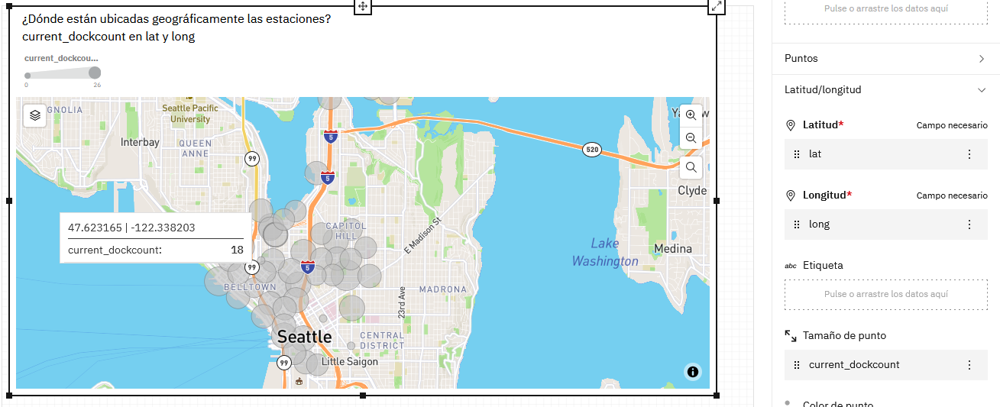 ¿Dónde están ubicadas geográficamente las estaciones?
current_dockcount en lat y long
current_dockcou...
0
26
GNOLIA
Seattle Pacific
University
Interbay
QUEEN
ANNE
99
5
520
5
Clyde
47.623165 | -122.338203
current_dockcount: 18
CAPITOL
HILL
E Madison St
Lake
Washington
Medina
99
5
BELLTOWN
MADRONA
23rd Ave
Seattle
CENTRAL
DISTRICT
99
Little Saigon
Pulse o arrastre los datos aquí
Puntos
Latitud/longitud
Latitud*
Campo necesario
lat
Longitud*
Campo necesario
long
abc Etiqueta
Pulse o arrastre los datos aquí
Tamaño de punto
current_dockcount
Color de punto